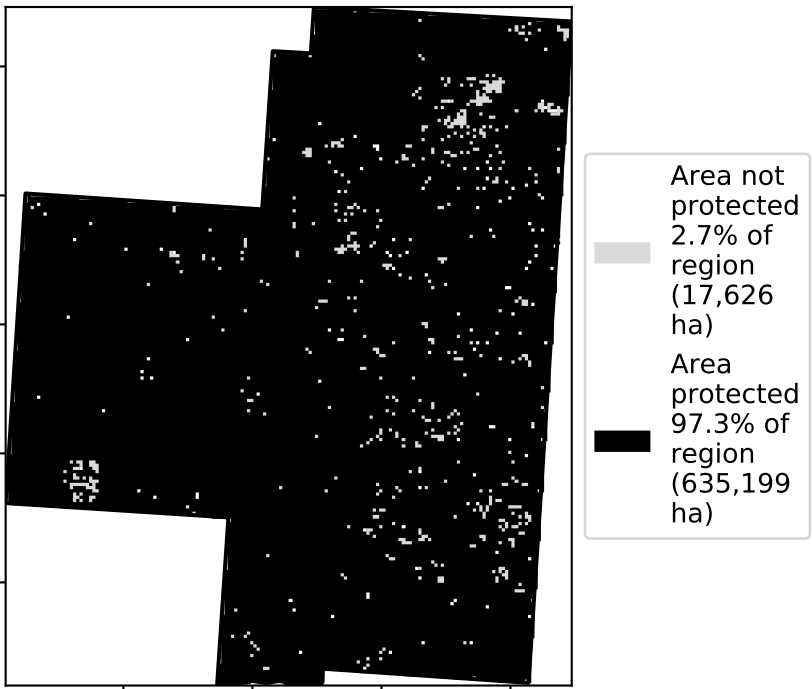 Area not
protected
2.7% of
region
(17,626
ha)
Area
protected
97.3% of
region
(635,199
ha)